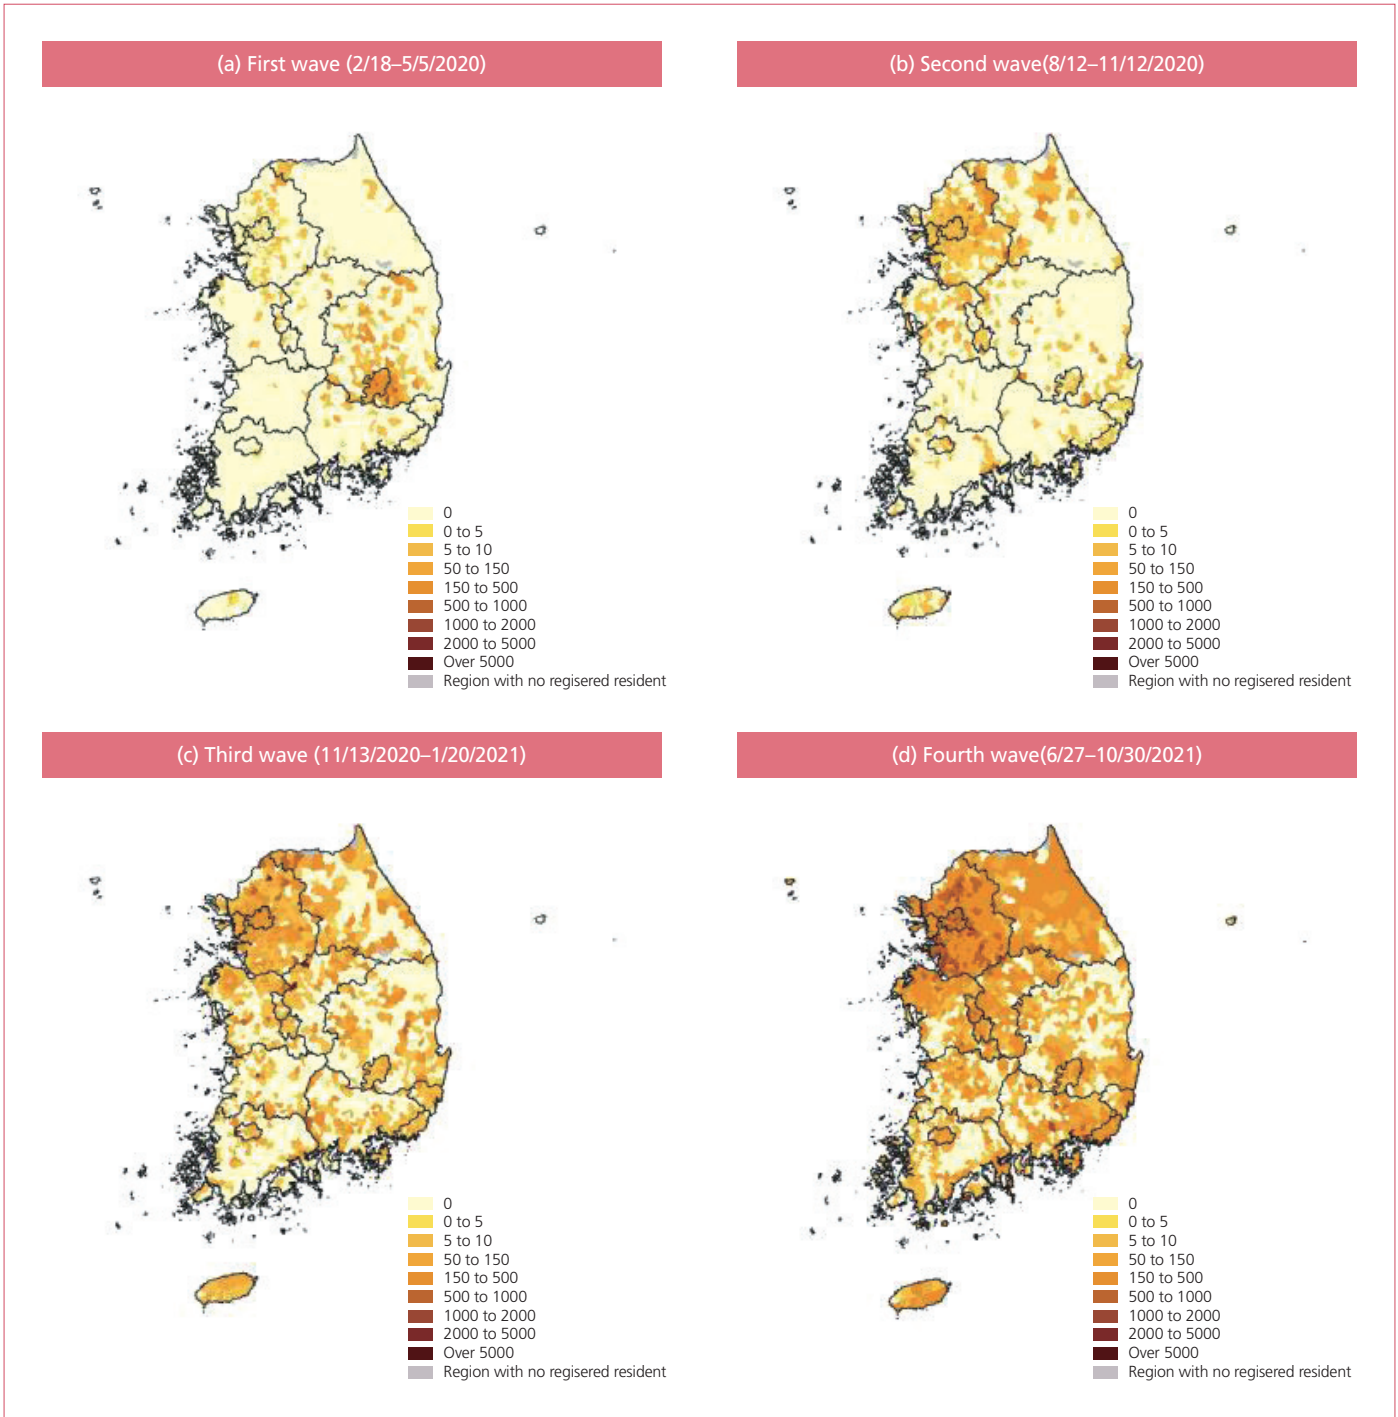 (a) First wave (2/18–5/5/2020)
0
0 to 5
5 to 10
50 to 150
150 to 500
500 to 1000
1000 to 2000
2000 to 5000
Over 5000
Region with no regisered resident
(b) Second wave(8/12–11/12/2020)
0
0 to 5
5 to 10
50 to 150
150 to 500
500 to 1000
1000 to 2000
2000 to 5000
Over 5000
Region with no regisered resident
(c) Third wave (11/13/2020–1/20/2021)
0
0 to 5
5 to 10
50 to 150
150 to 500
500 to 1000
1000 to 2000
2000 to 5000
Over 5000
Region with no regisered resident
(d) Fourth wave(6/27–10/30/2021)
0
0 to 5
5 to 10
50 to 150
150 to 500
500 to 1000
1000 to 2000
2000 to 5000
Over 5000
Region with no regisered resident